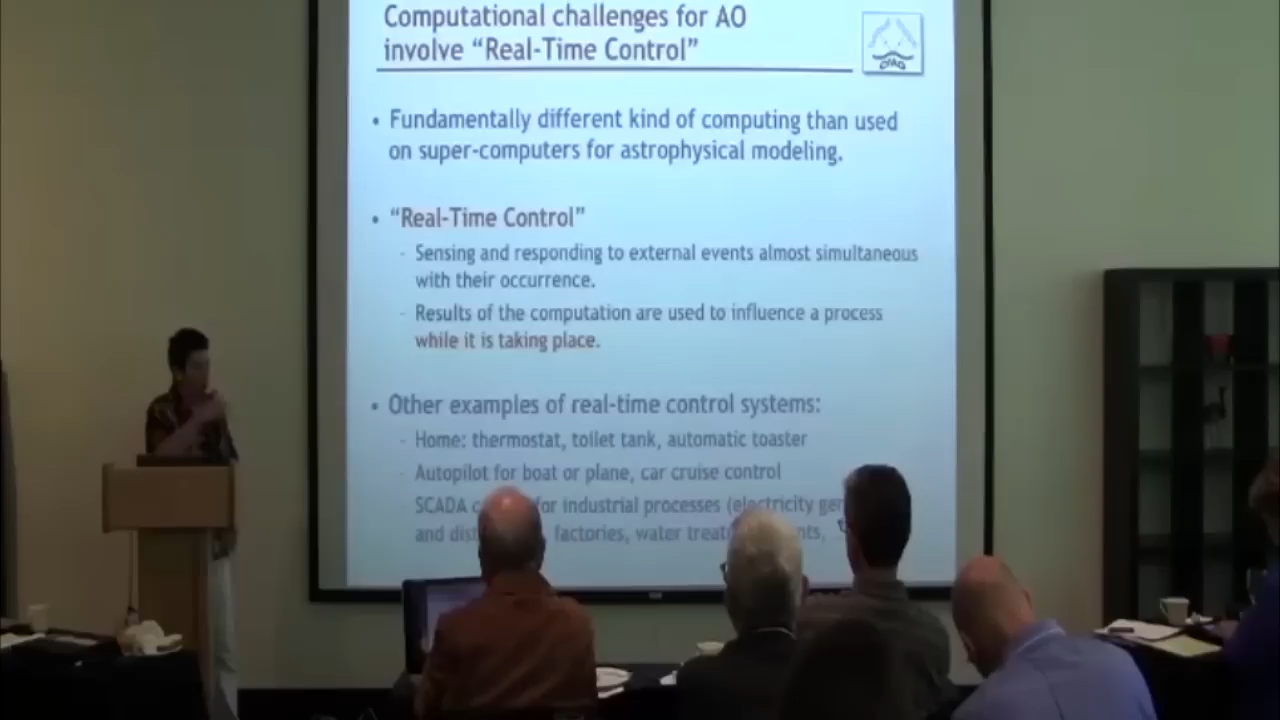 Computational challenges for AO
involve “Real-Time Control”
CfAO
• Fundamentally different kind of computing than used
on super-computers for astrophysical modeling.
• “Real-Time Control”
- Sensing and responding to external events almost simultaneous
with their occurrence.
- Results of the computation are used to influence a process
while it is taking place.
• Other examples of real-time control systems:
- Home: thermostat, toilet tank, automatic toaster
- Autopilot for boat or plane, car cruise control
SCADA for industrial processes (electricity
and factories, water